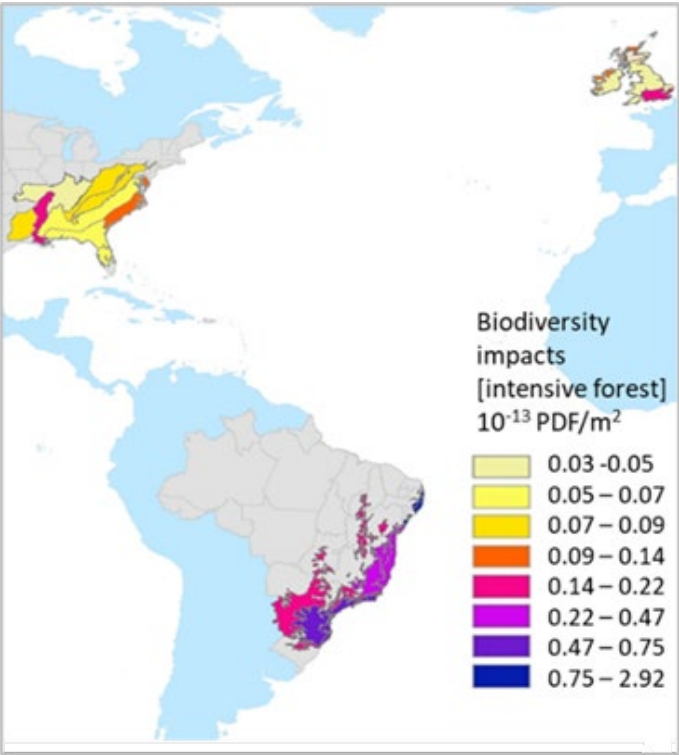 Biodiversity
impacts
[intensive forest]
10⁻¹³ PDF/m²
0.03 -0.05
0.05 – 0.07
0.07 – 0.09
0.09 – 0.14
0.14 – 0.22
0.22 – 0.47
0.47 – 0.75
0.75 – 2.92